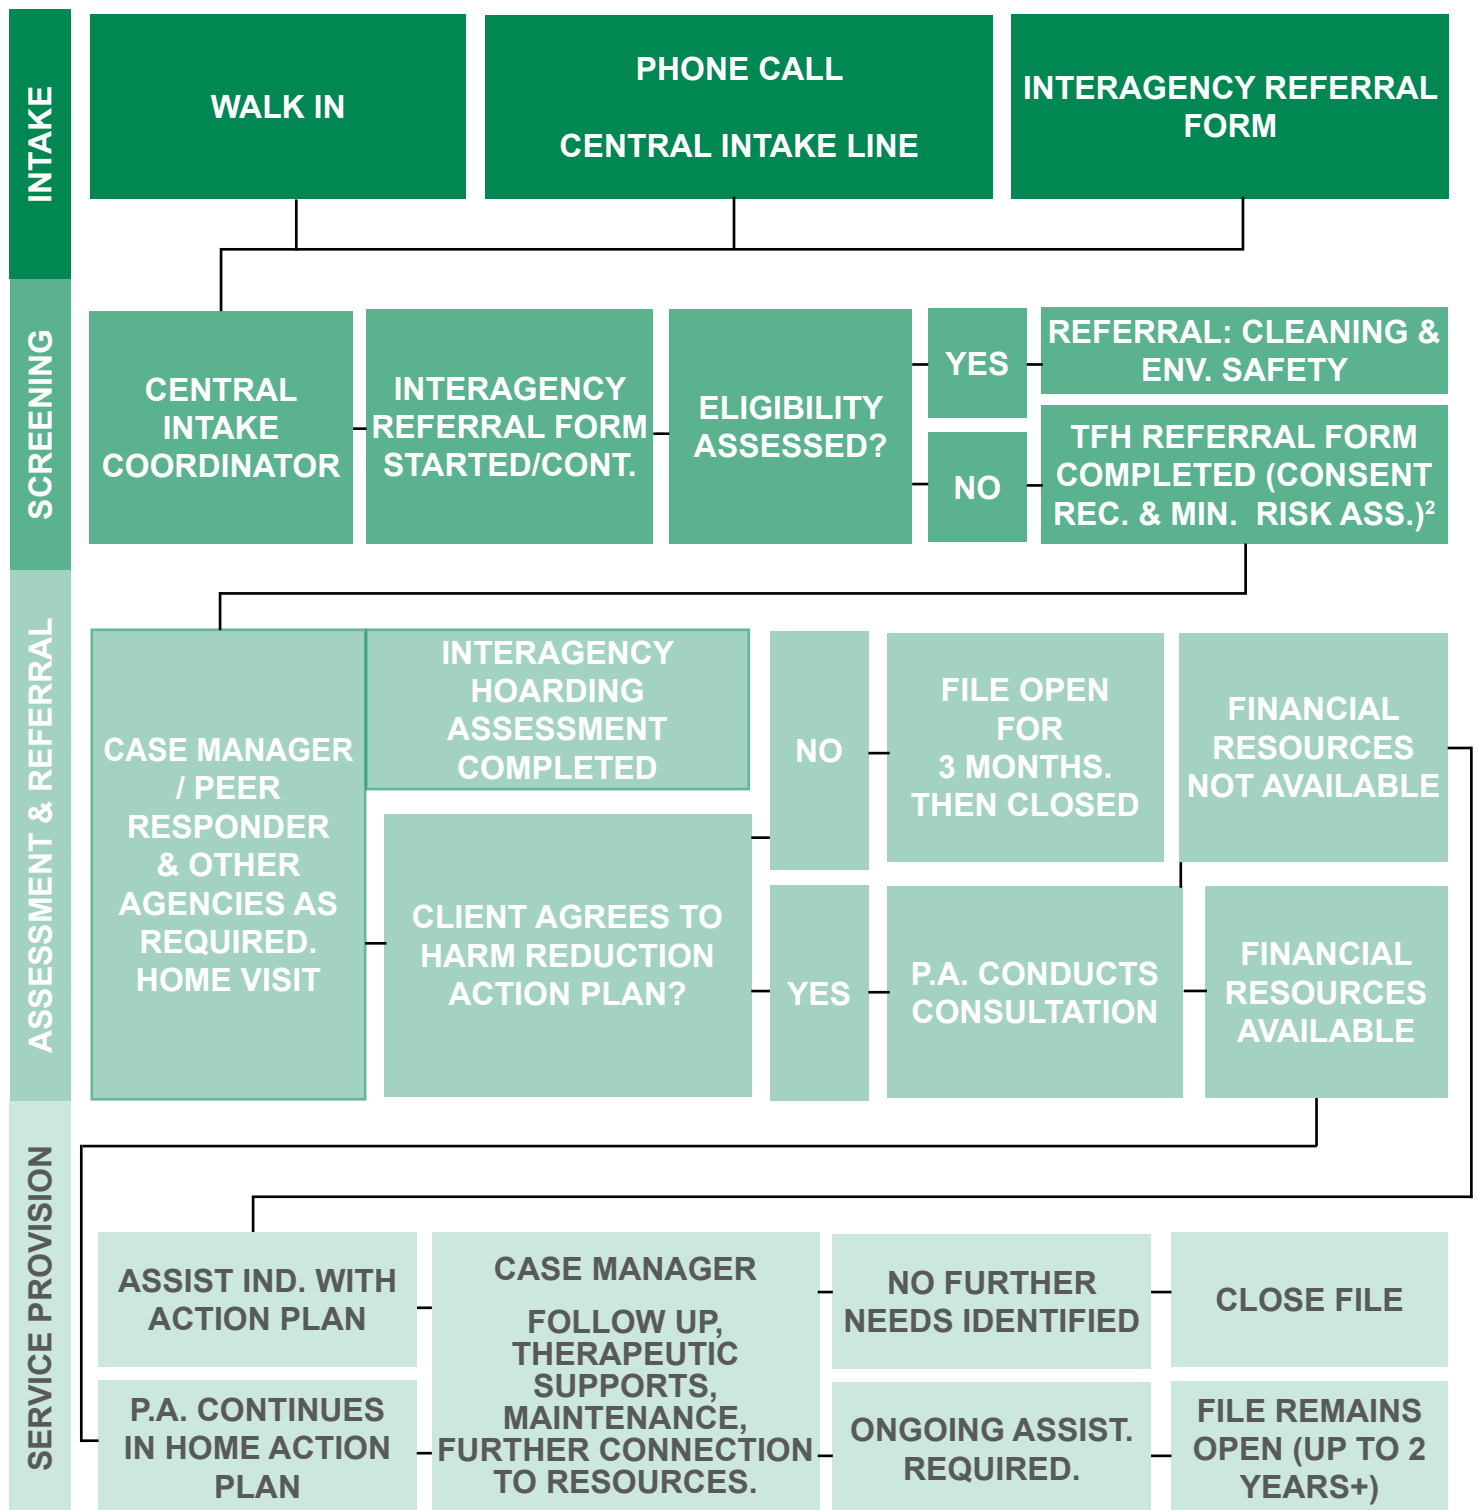 INTAKE
WALK IN
PHONE CALL
CENTRAL INTAKE LINE
INTERAGENCY REFERRAL
FORM
SCREENING
CENTRAL
INTAKE
COORDINATOR
INTERAGENCY
REFERRAL FORM
STARTED/CONT.
ELIGIBILITY
ASSESSED?
YES
REFERRAL: CLEANING &
ENV. SAFETY
NO
TFH REFERRAL FORM
COMPLETED (CONSENT
REC. & MIN. RISK ASS.)²
ASSESSMENT & REFERRAL
CASE MANAGER
/ PEER
RESPONDER
& OTHER
AGENCIES AS
REQUIRED.
HOME VISIT
INTERAGENCY
HOARDING
ASSESSMENT
COMPLETED
CLIENT AGREES TO
HARM REDUCTION
ACTION PLAN?
NO
FILE OPEN
FOR
3 MONTHS.
THEN CLOSED
FINANCIAL
RESOURCES
NOT AVAILABLE
YES
P.A. CONDUCTS
CONSULTATION
FINANCIAL
RESOURCES
AVAILABLE
SERVICE PROVISION
ASSIST IND. WITH
ACTION PLAN
P.A. CONTINUES
IN HOME ACTION
PLAN
CASE MANAGER
FOLLOW UP,
THERAPEUTIC
SUPPORTS,
MAINTENANCE,
FURTHER CONNECTION
TO RESOURCES.
NO FURTHER
NEEDS IDENTIFIED
CLOSE FILE
ONGOING ASSIST.
REQUIRED.
FILE REMAINS
OPEN (UP TO 2
YEARS+)